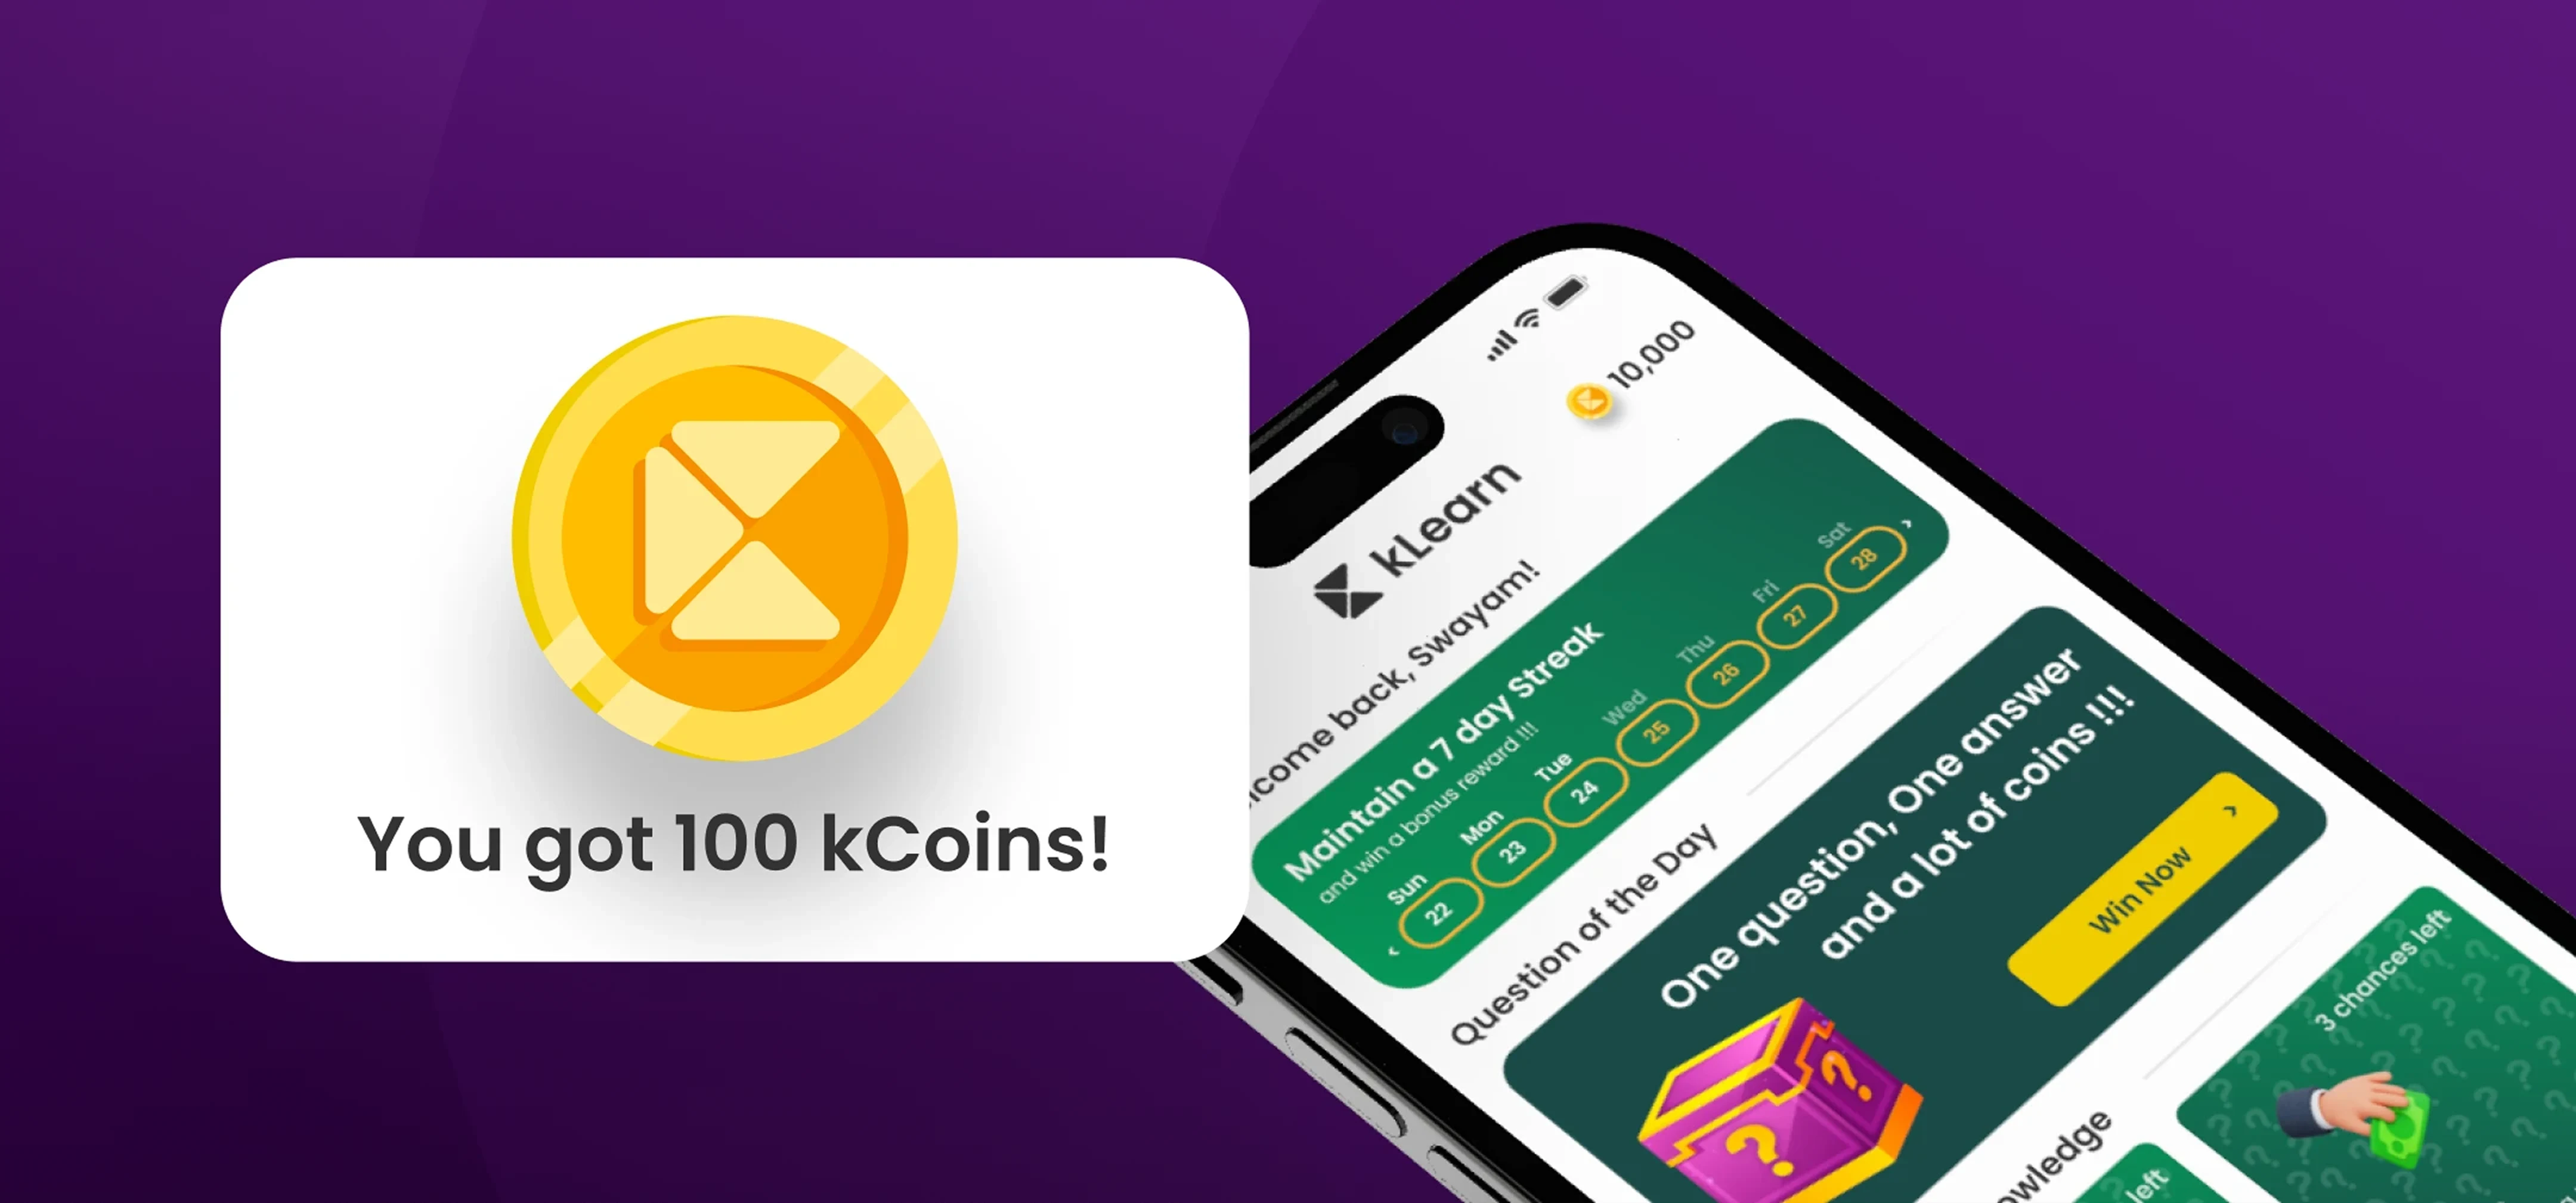 You got 100 kCoins!
10,000
kLearn
come back, Swayam!
Maintain a 7 day Streak
and win a bonus reward !!!
Sun Mon Tue Wed Thu Fri Sat
‹ 22 23 24 25 26 27 28 ›
Question of the Day
One question, One answer
and a lot of coins !!!
Win Now ›
3 chances left
owledge
left